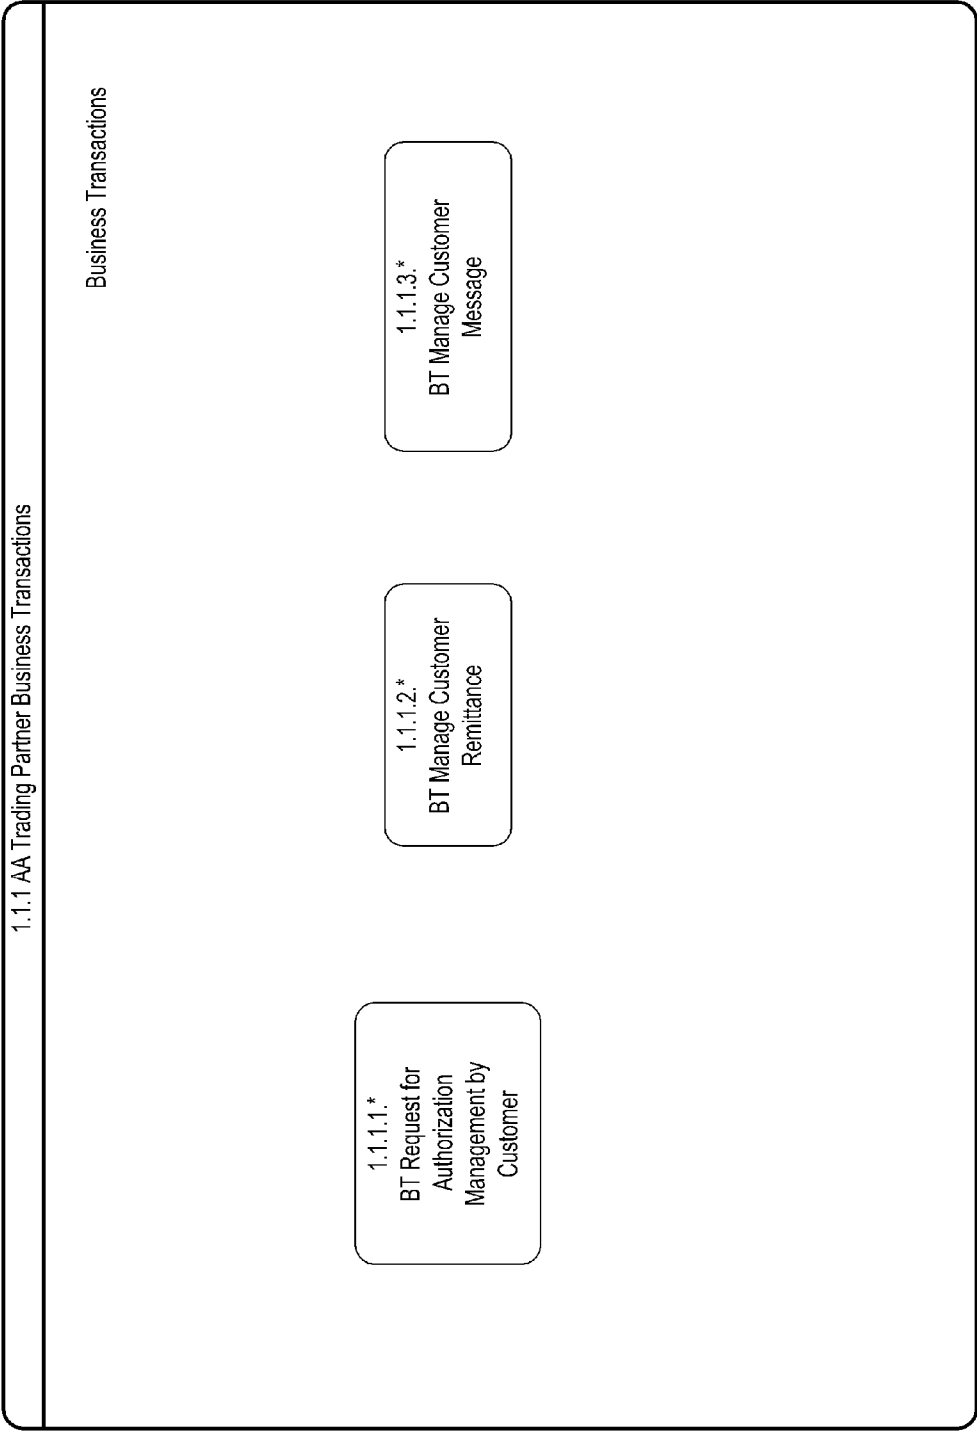 1.1.1 AA Trading Partner Business Transactions
Business Transactions
1.1.1.1.*
BT Request for
Authorization
Management by
Customer
1.1.1.2.*
BT Manage Customer
Remittance
1.1.1.3.*
BT Manage Customer
Message